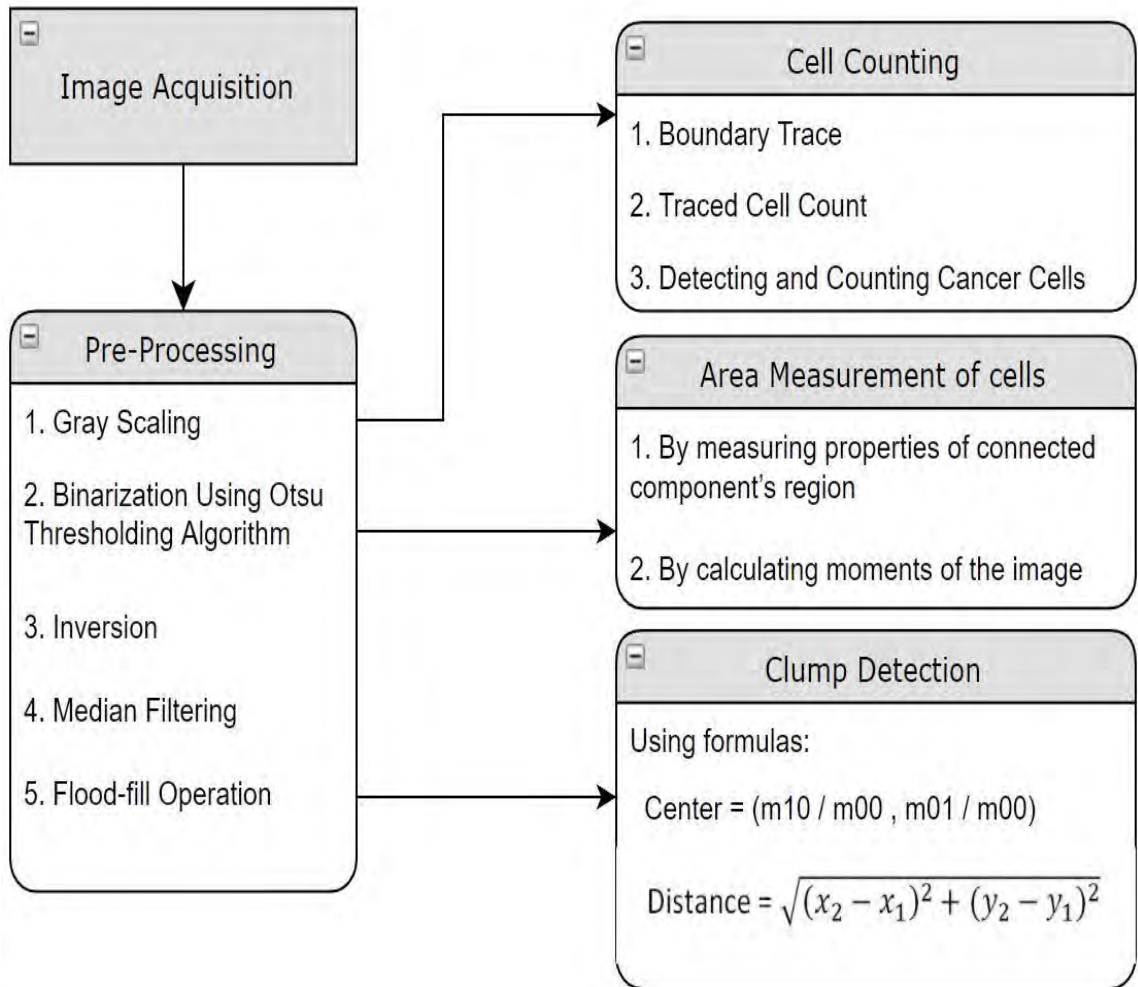 Image Acquisition
Pre-Processing
1. Gray Scaling
2. Binarization Using Otsu
Thresholding Algorithm
3. Inversion
4. Median Filtering
5. Flood-fill Operation
Cell Counting
1. Boundary Trace
2. Traced Cell Count
3. Detecting and Counting Cancer Cells
Area Measurement of cells
1. By measuring properties of connected
component’s region
2. By calculating moments of the image
Clump Detection
Using formulas:
Center = (m10 / m00 , m01 / m00)
Distance = √(x₂ − x₁)² + (y₂ − y₁)²